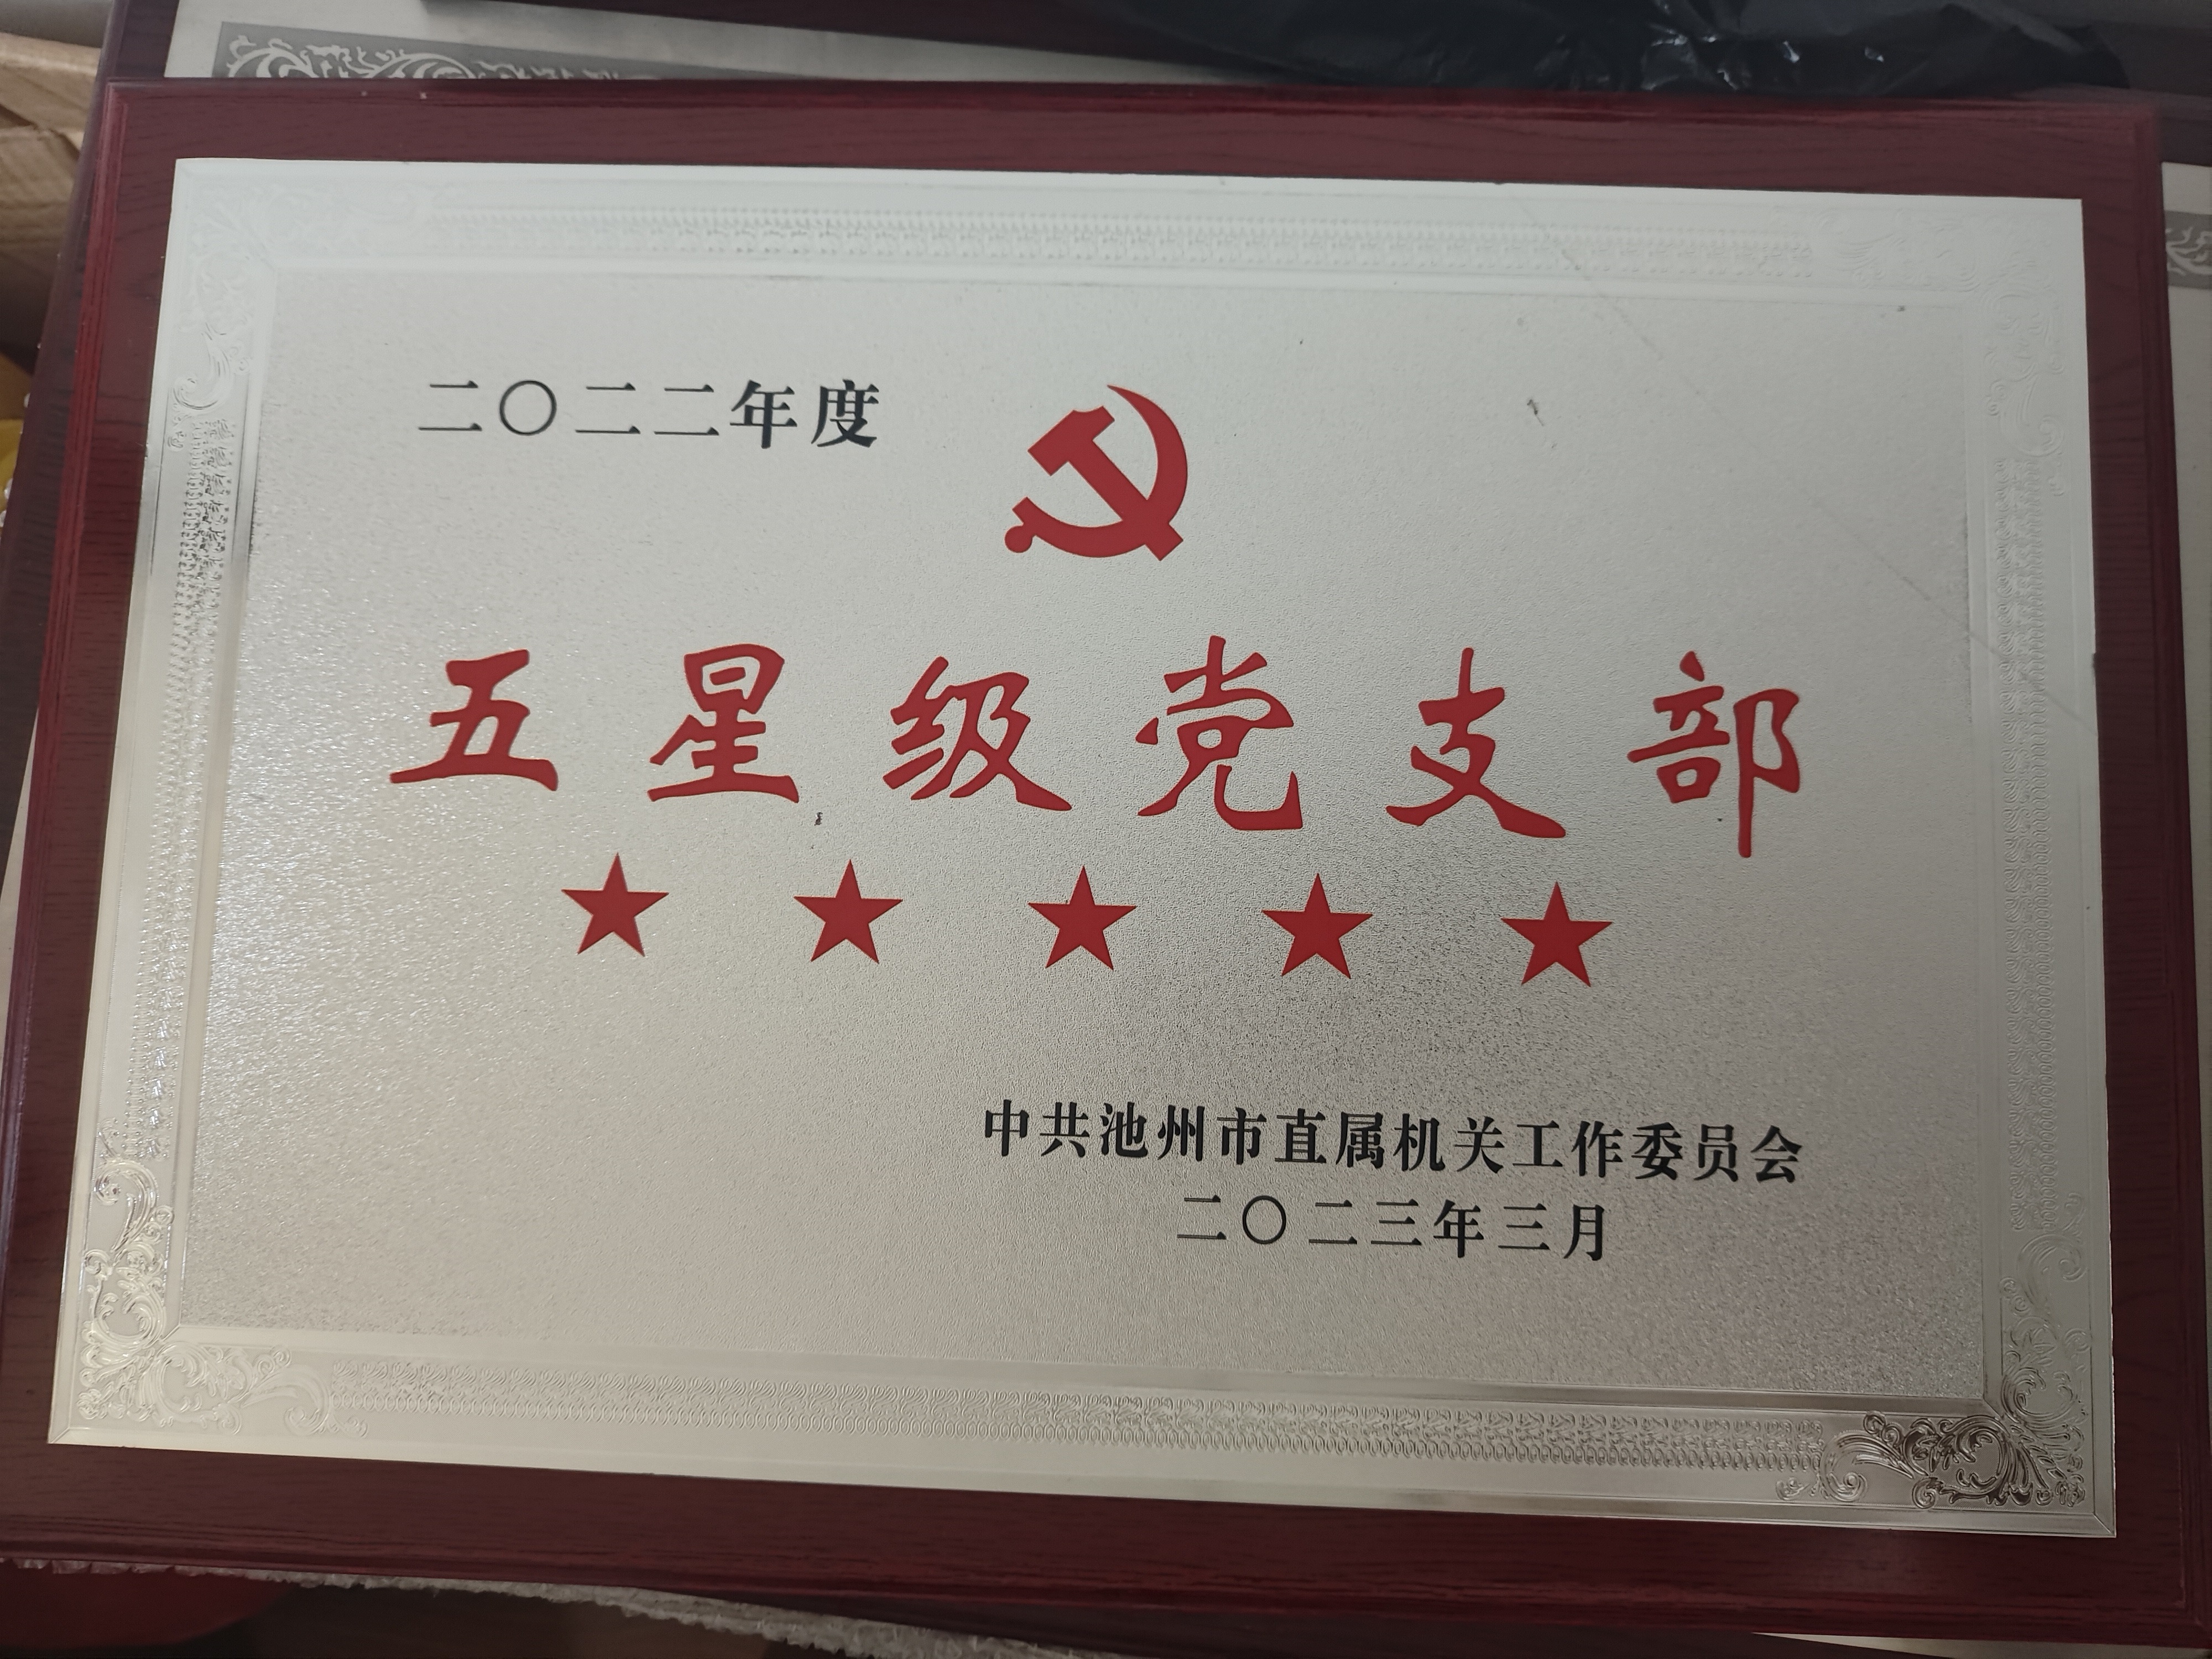 二〇二二年度
五星级党支部
中共池州市直属机关工作委员会
二〇二三年三月